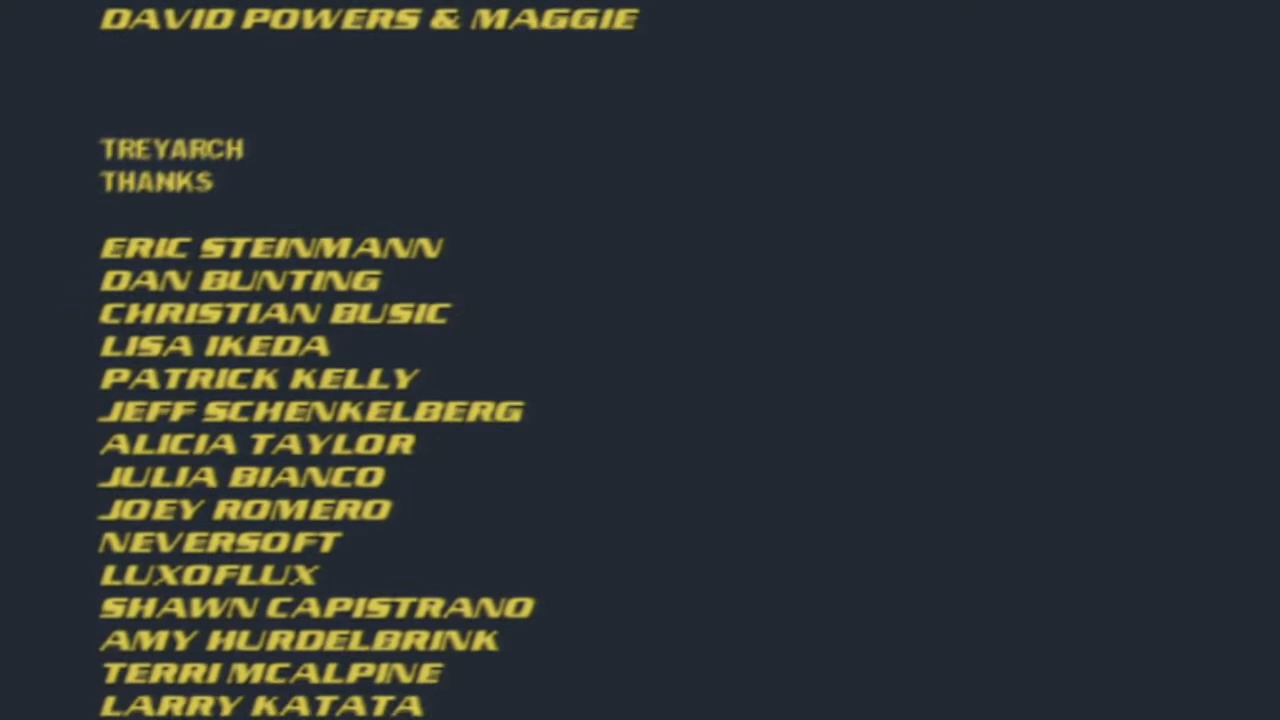 DAVID POWERS & MAGGIE
TREYARCH
THANKS
ERIC STEINMANN
DAN BUNTING
CHRISTIAN BUSIC
LISA IKEDA
PATRICK KELLY
JEFF SCHENKELBERG
ALICIA TAYLOR
JULIA BIANCO
JOEY ROMERO
NEVERSOFT
LUXOFLUX
SHAWN CAPISTRANO
AMY HURDELBRINK
TERRI MCALPINE
LARRY KATATA